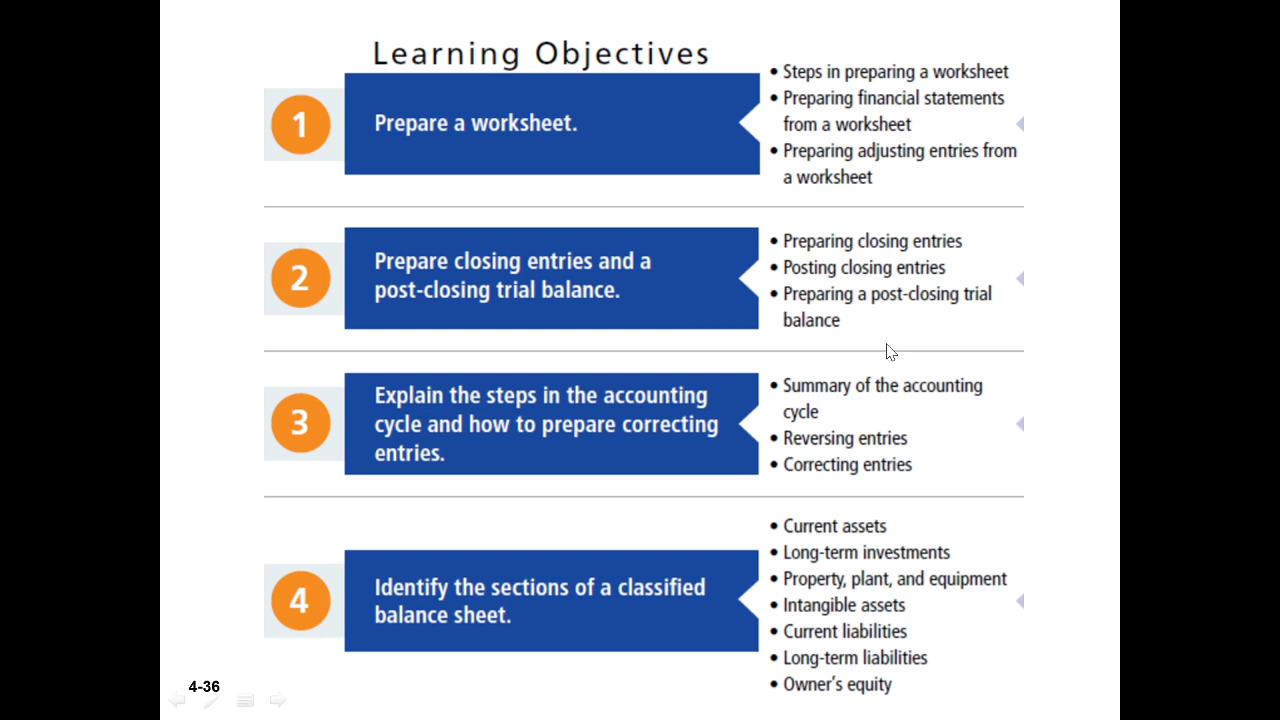 Learning Objectives
1
Prepare a worksheet.
• Steps in preparing a worksheet
• Preparing financial statements
from a worksheet
• Preparing adjusting entries from
a worksheet
2
Prepare closing entries and a
post-closing trial balance.
• Preparing closing entries
• Posting closing entries
• Preparing a post-closing trial
balance
3
Explain the steps in the accounting
cycle and how to prepare correcting
entries.
• Summary of the accounting
cycle
• Reversing entries
• Correcting entries
4
Identify the sections of a classified
balance sheet.
• Current assets
• Long-term investments
• Property, plant, and equipment
• Intangible assets
• Current liabilities
• Long-term liabilities
• Owner’s equity
4-36